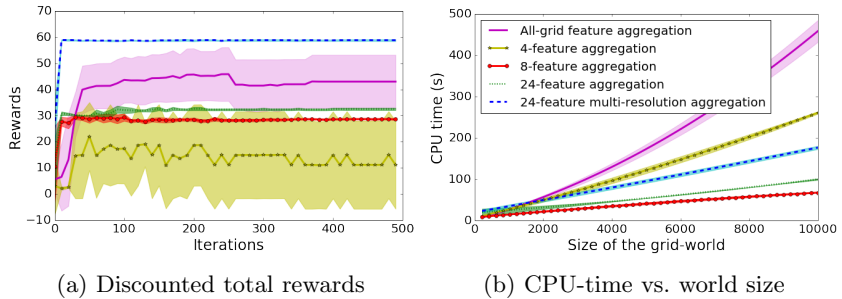 70
60
50
40
30
20
10
0
−10
Rewards
0 100 200 300 400 500
Iterations
(a) Discounted total rewards
500
400
300
200
100
0
CPU time (s)
All-grid feature aggregation
4-feature aggregation
8-feature aggregation
24-feature aggregation
24-feature multi-resolution aggregation
0 2000 4000 6000 8000 10000
Size of the grid-world
(b) CPU-time vs. world size